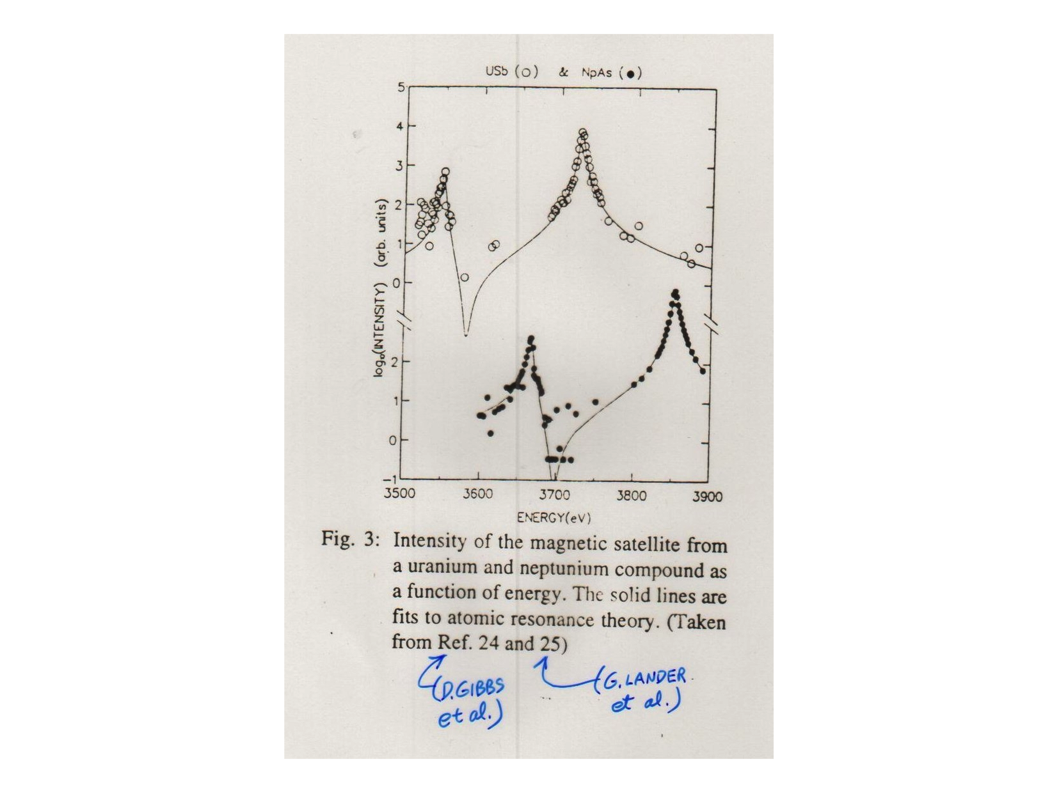 USb (○) & NpAs (●)
5
4
3
2
1
0
2
1
0
-1
log₁₀(INTENSITY) (arb. units)
3500 3600 3700 3800 3900
ENERGY(eV)
Fig. 3: Intensity of the magnetic satellite from
a uranium and neptunium compound as
a function of energy. The solid lines are
fits to atomic resonance theory. (Taken
from Ref. 24 and 25)
(D.GIBBS
et al.)
(G.LANDER
et al.)